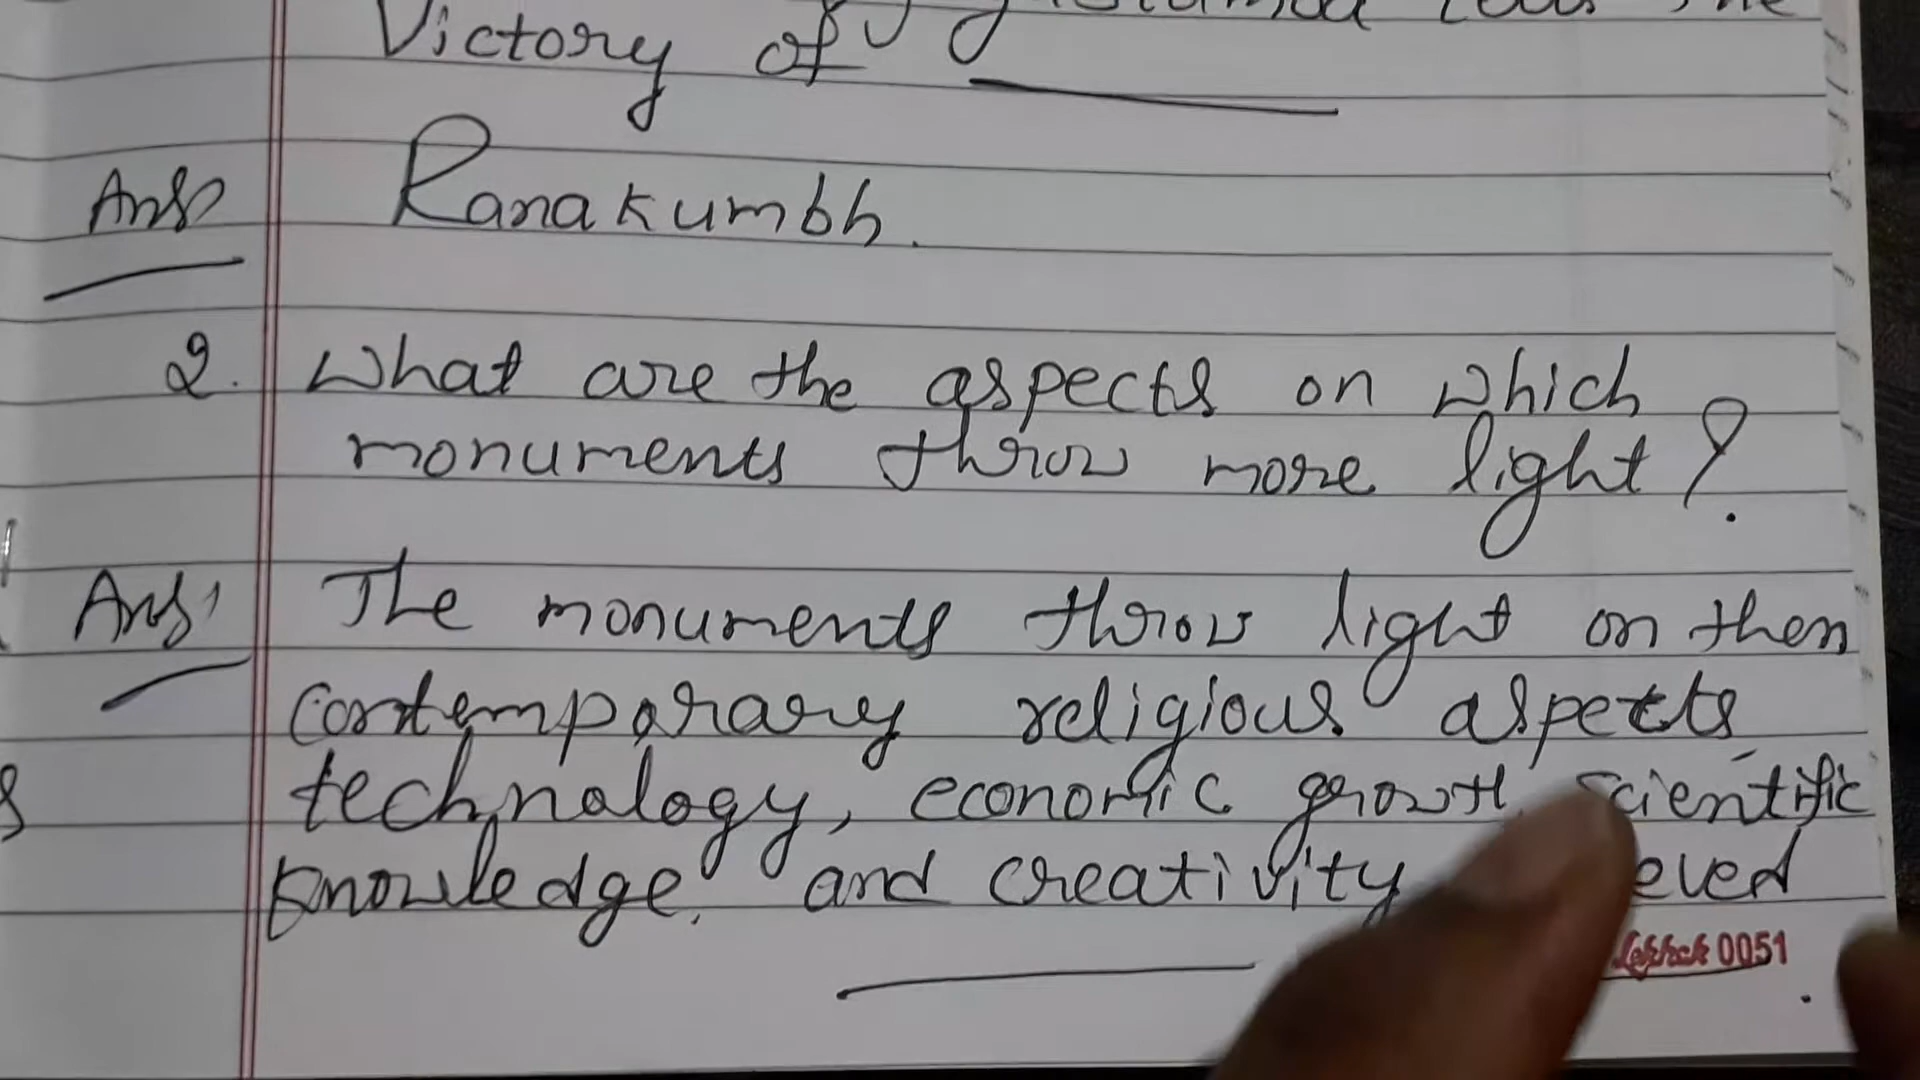 Victory of
Ans Ranakumbh.
2. What are the aspects on which
monuments throw more light?
Ans The monuments throw light on then
contemporary religious aspects
technology, economic growth, scientific
knowledge, and creativity
Lekhak 0051